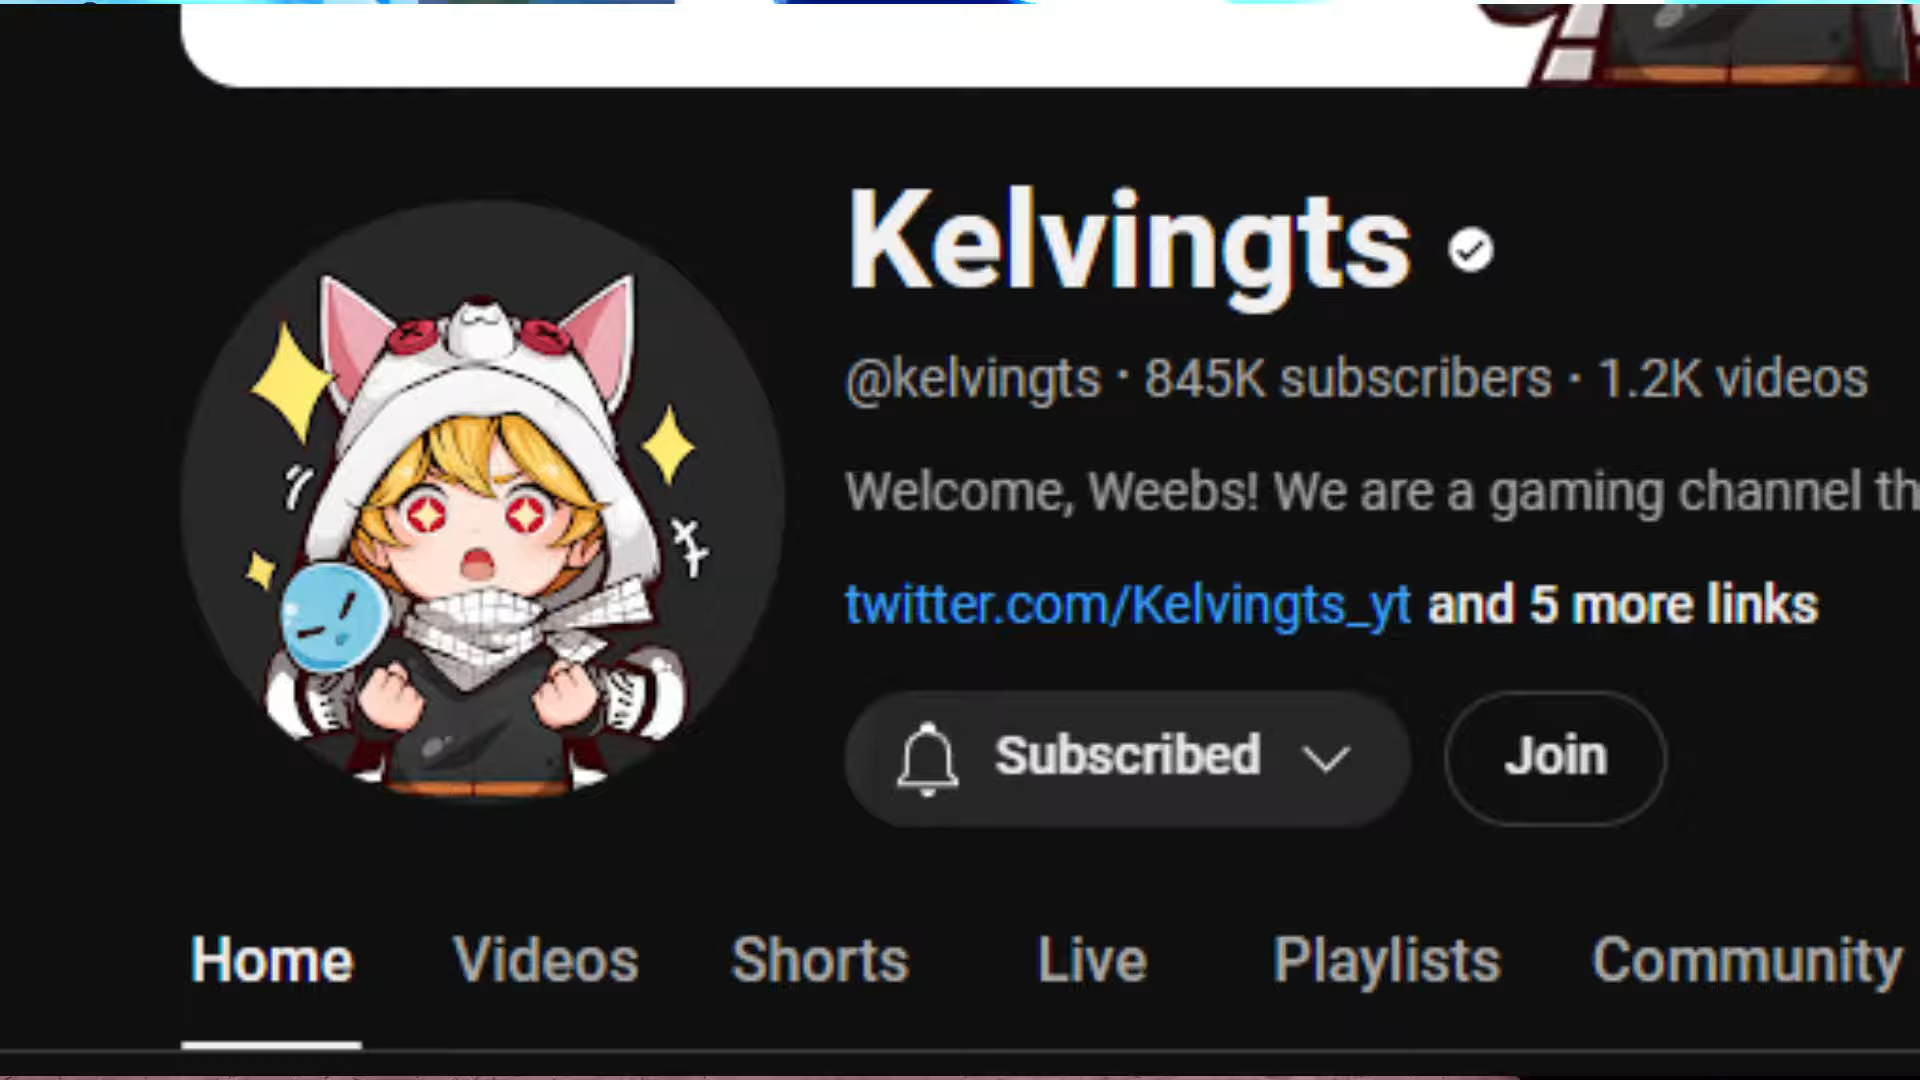 Kelvingts
@kelvingts · 845K subscribers · 1.2K videos
Welcome, Weebs! We are a gaming channel th
twitter.com/Kelvingts_yt and 5 more links
Subscribed Join
Home Videos Shorts Live Playlists Community